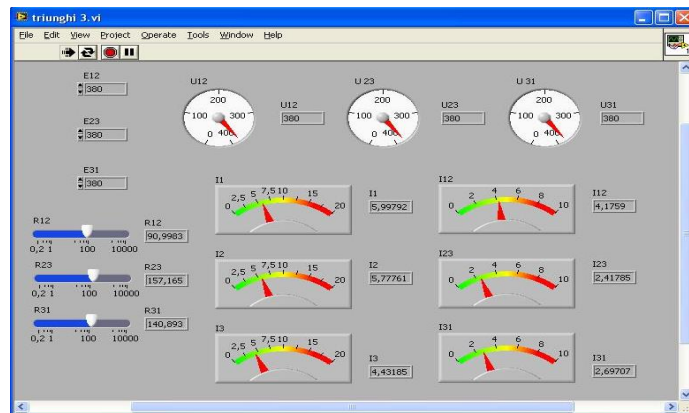 triunghi 3.vi
File Edit View Project Operate Tools Window Help
E12
380
E23
380
E31
380
U12
0 100 200 300 400
U12
380
U 23
0 100 200 300 400
U23
380
U 31
0 100 200 300 400
U31
380
R12
0,2 1 100 10000
R12
90,9983
R23
0,2 1 100 10000
R23
157,165
R31
0,2 1 100 10000
R31
140,893
I1
0 2,5 5 7,5 10 15 20
I1
5,99792
I2
0 2,5 5 7,5 10 15 20
I2
5,77761
I3
0 2,5 5 7,5 10 15 20
I3
4,43185
I12
0 2 4 6 8 10
I12
4,1759
I23
0 2 4 6 8 10
I23
2,41785
I31
0 2 4 6 8 10
I31
2,69707